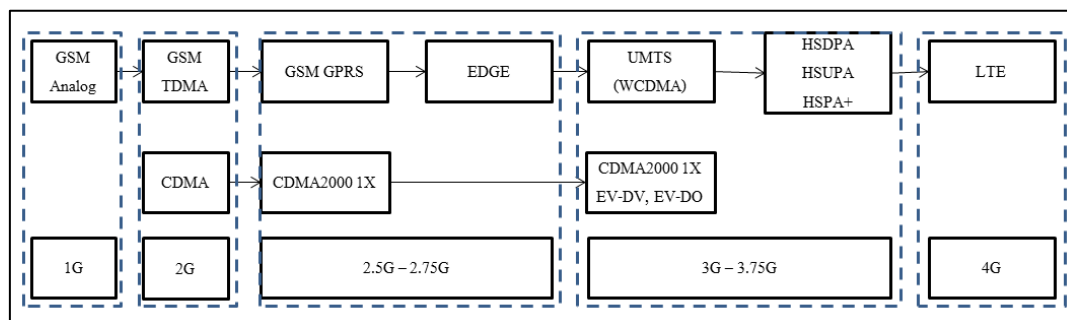 GSM
Analog
GSM
TDMA
GSM GPRS
EDGE
UMTS
(WCDMA)
HSDPA
HSUPA
HSPA+
LTE
CDMA
CDMA2000 1X
CDMA2000 1X
EV-DV, EV-DO
1G
2G
2.5G – 2.75G
3G – 3.75G
4G